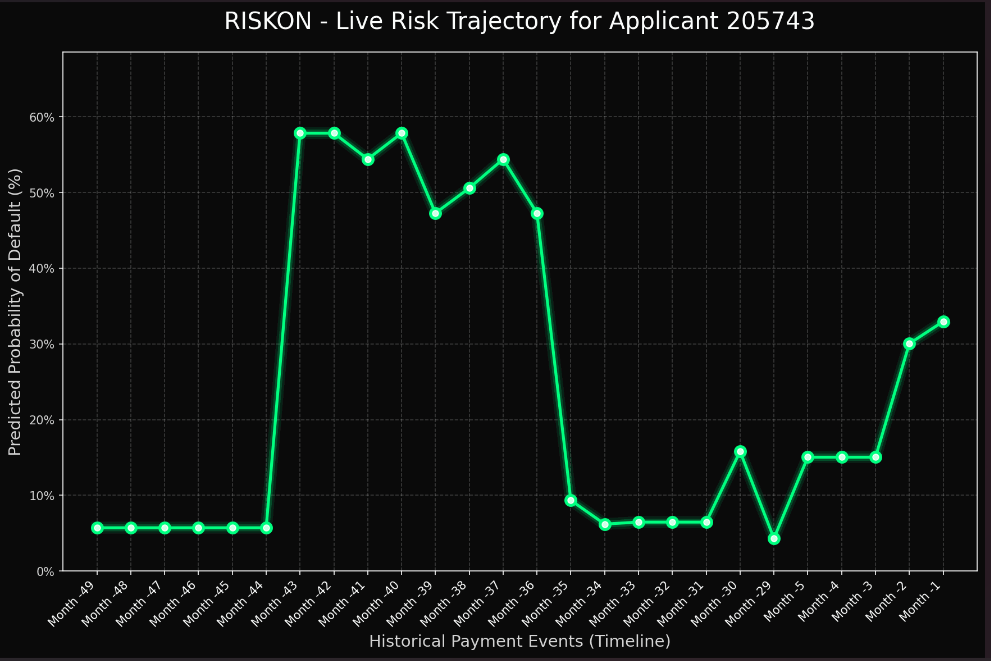 RISKON - Live Risk Trajectory for Applicant 205743
Predicted Probability of Default (%)
60%
50%
40%
30%
20%
10%
0%
Month -49
Month -48
Month -47
Month -46
Month -45
Month -44
Month -43
Month -42
Month -41
Month -40
Month -39
Month -38
Month -37
Month -36
Month -35
Month -34
Month -33
Month -32
Month -31
Month -30
Month -29
Month -5
Month -4
Month -3
Month -2
Month -1
Historical Payment Events (Timeline)